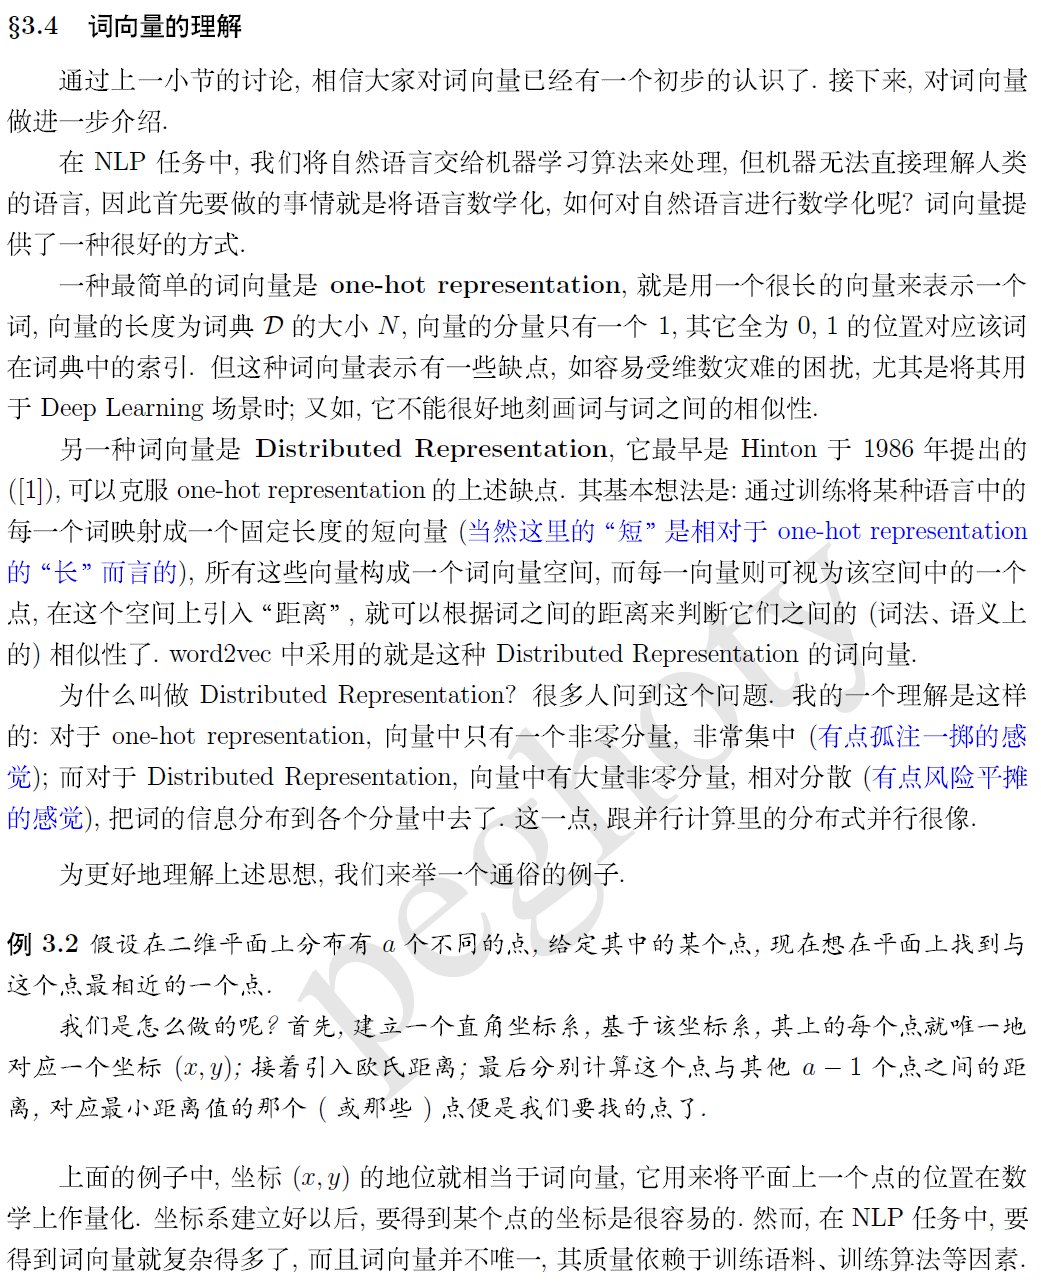 §3.4 词向量的理解
通过上一小节的讨论, 相信大家对词向量已经有一个初步的认识了. 接下来, 对词向量
做进一步介绍.
在 NLP 任务中, 我们将自然语言交给机器学习算法来处理, 但机器无法直接理解人类
的语言, 因此首先要做的事情就是将语言数学化, 如何对自然语言进行数学化呢? 词向量提
供了一种很好的方式.
一种最简单的词向量是 one-hot representation, 就是用一个很长的向量来表示一个
词, 向量的长度为词典 D 的大小 N, 向量的分量只有一个 1, 其它全为 0, 1 的位置对应该词
在词典中的索引. 但这种词向量表示有一些缺点, 如容易受维数灾难的困扰, 尤其是将其用
于 Deep Learning 场景时; 又如, 它不能很好地刻画词与词之间的相似性.
另一种词向量是 Distributed Representation, 它最早是 Hinton 于 1986 年提出的
([1]), 可以克服 one-hot representation 的上述缺点. 其基本想法是: 通过训练将某种语言中的
每一个词映射成一个固定长度的短向量 (当然这里的 “短” 是相对于 one-hot representation
的 “长” 而言的), 所有这些向量构成一个词向量空间, 而每一向量则可视为该空间中的一个
点, 在这个空间上引入 “距离” , 就可以根据词之间的距离来判断它们之间的 (词法、语义上
的) 相似性了. word2vec 中采用的就是这种 Distributed Representation 的词向量.
为什么叫做 Distributed Representation? 很多人问到这个问题. 我的一个理解是这样
的: 对于 one-hot representation, 向量中只有一个非零分量, 非常集中 (有点孤注一掷的感
觉); 而对于 Distributed Representation, 向量中有大量非零分量, 相对分散 (有点风险平摊
的感觉), 把词的信息分布到各个分量中去了. 这一点, 跟并行计算里的分布式并行很像.
为更好地理解上述思想, 我们来举一个通俗的例子.
例 3.2 假设在二维平面上分布有 a 个不同的点, 给定其中的某个点, 现在想在平面上找到与
这个点最相近的一个点.
我们是怎么做的呢? 首先, 建立一个直角坐标系, 基于该坐标系, 其上的每个点就唯一地
对应一个坐标 (x, y); 接着引入欧氏距离; 最后分别计算这个点与其他 a − 1 个点之间的距
离, 对应最小距离值的那个 ( 或那些 ) 点便是我们要找的点了.
上面的例子中, 坐标 (x, y) 的地位就相当于词向量, 它用来将平面上一个点的位置在数
学上作量化. 坐标系建立好以后, 要得到某个点的坐标是很容易的. 然而, 在 NLP 任务中, 要
得到词向量就复杂得多了, 而且词向量并不唯一, 其质量依赖于训练语料、训练算法等因素.
peghoty